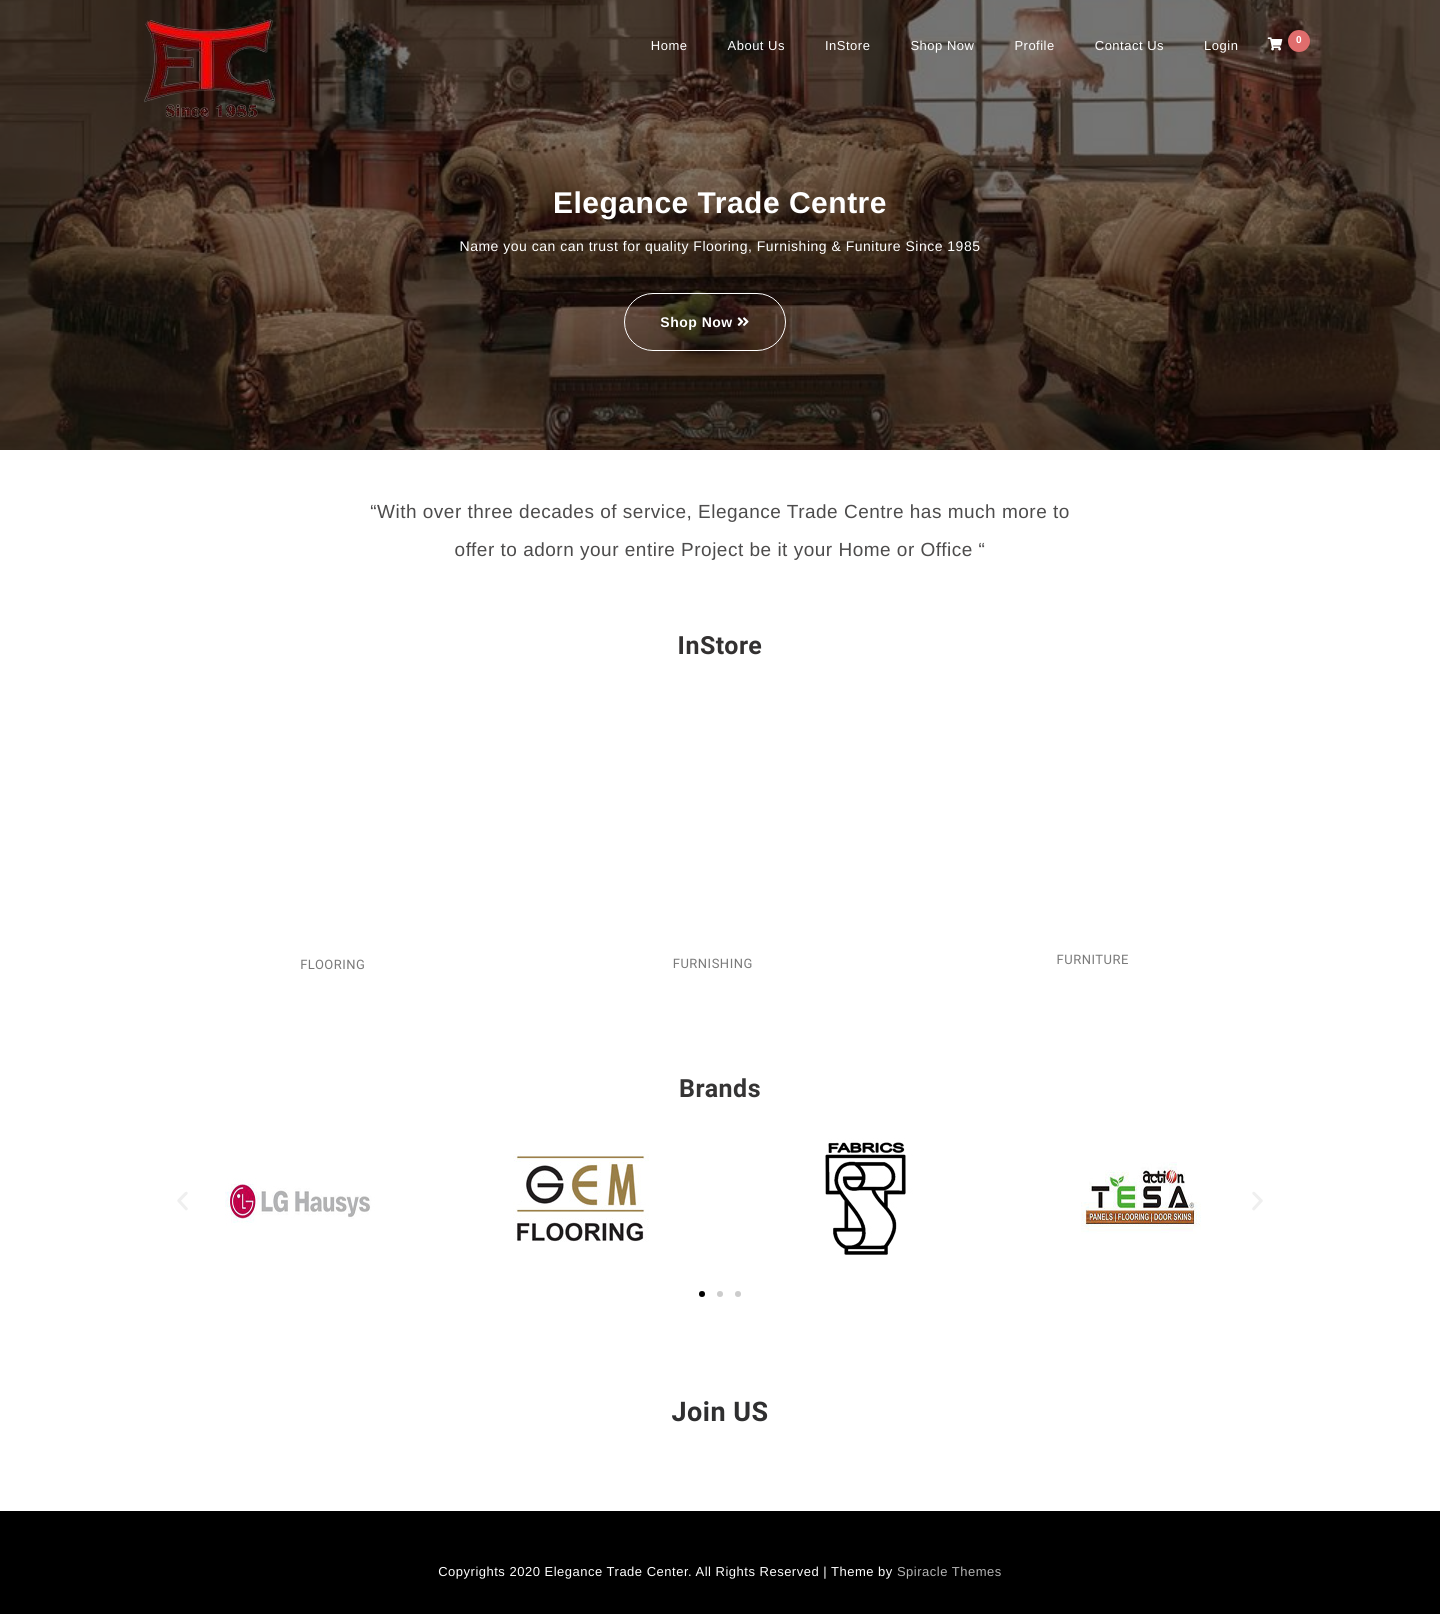 ETC
Since 1985
Home About Us InStore Shop Now Profile Contact Us Login 0
Elegance Trade Centre
Name you can can trust for quality Flooring, Furnishing & Funiture Since 1985
Shop Now
“With over three decades of service, Elegance Trade Centre has much more to
offer to adorn your entire Project be it your Home or Office “
InStore
FLOORING FURNISHING FURNITURE
Brands
LG Hausys
GEM
FLOORING
FABRICS
action
TESA®
PANELS | FLOORING | DOOR SKINS
Join US
Copyrights 2020 Elegance Trade Center. All Rights Reserved | Theme by Spiracle Themes